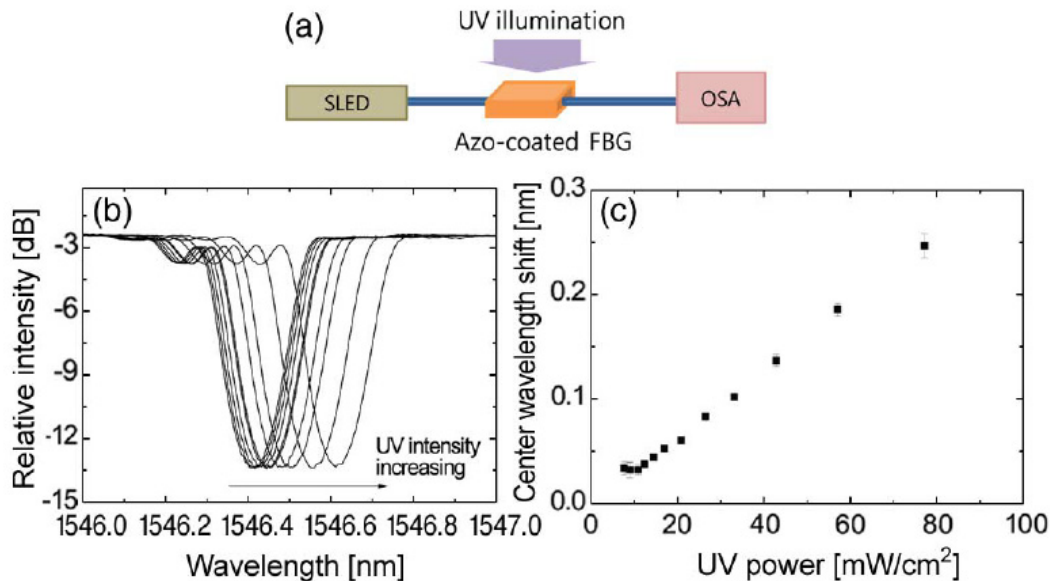 (a)
UV illumination
SLED
OSA
Azo-coated FBG
(b)
Relative intensity [dB]
-3
-6
-9
-12
-15
UV intensity
increasing
1546.0 1546.2 1546.4 1546.6 1546.8 1547.0
Wavelength [nm]
(c)
Center wavelength shift [nm]
0.3
0.2
0.1
0.0
0 20 40 60 80 100
UV power [mW/cm²]